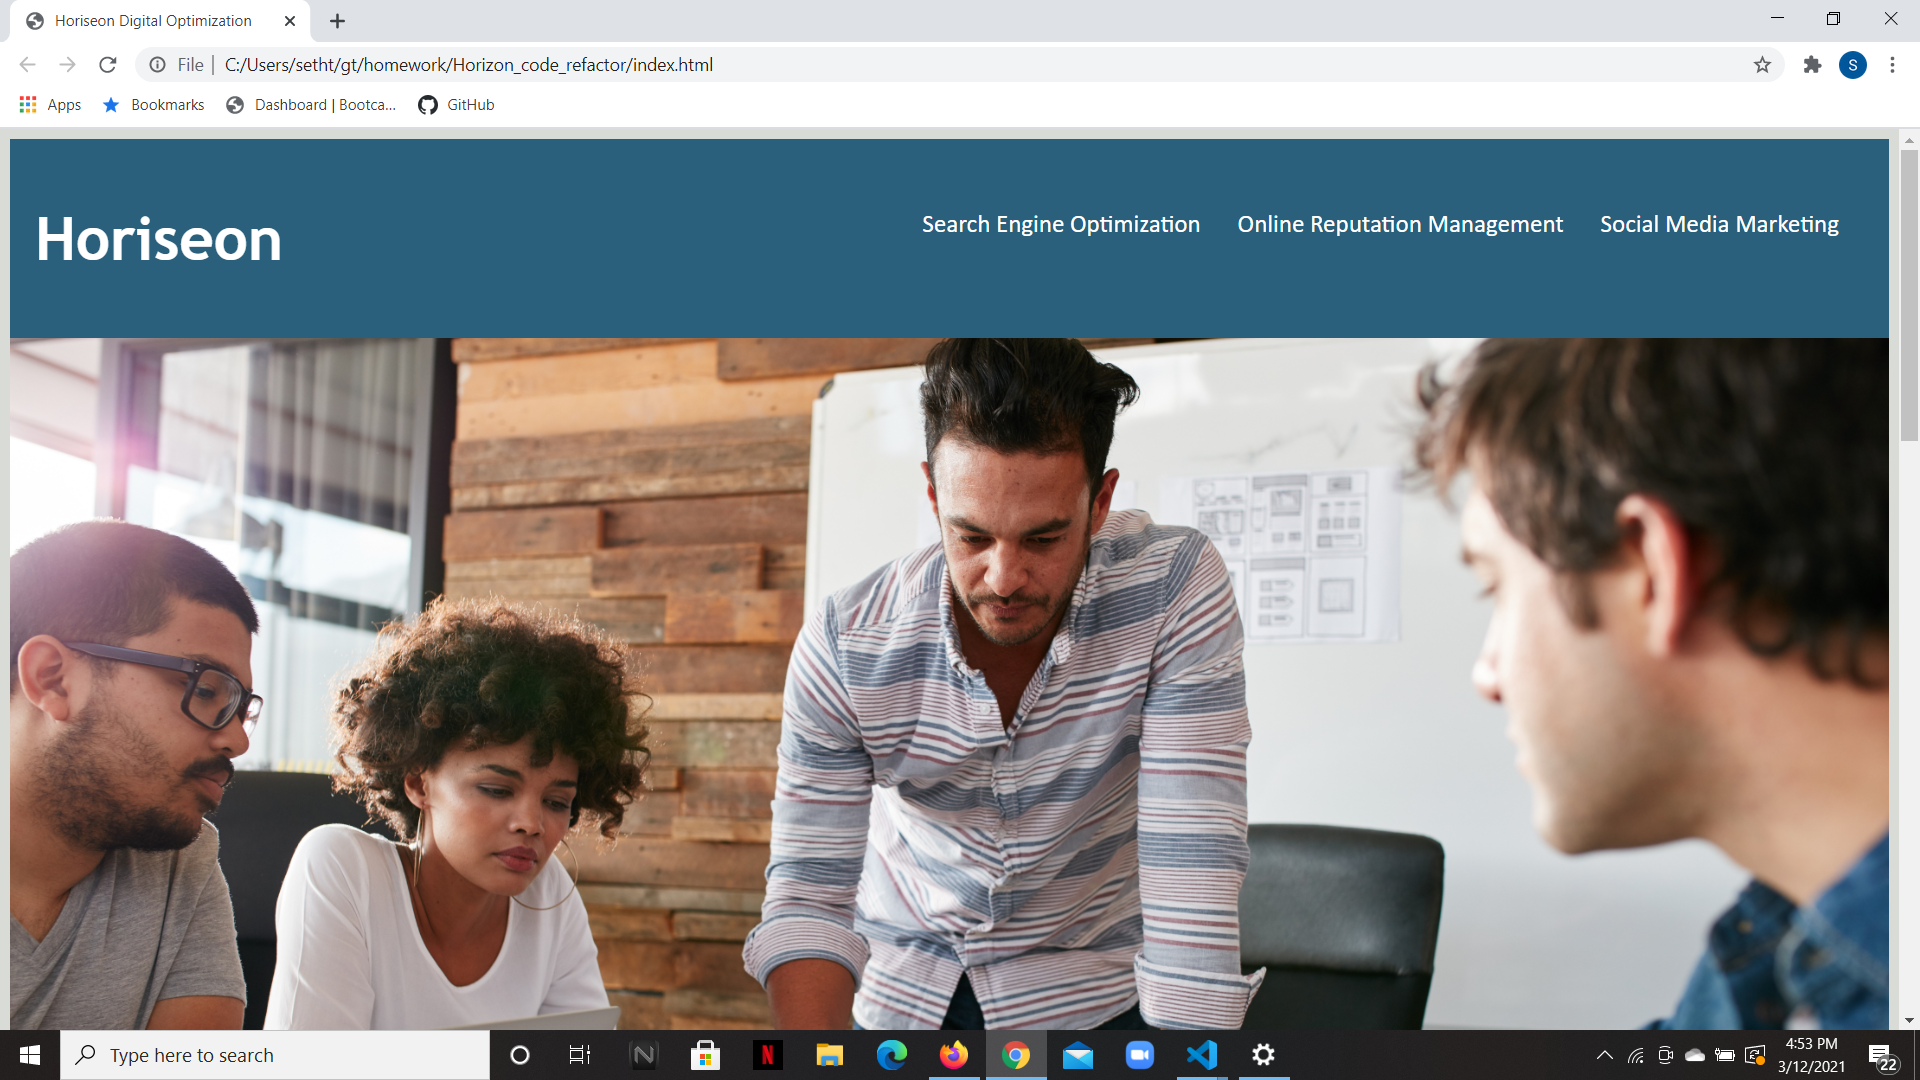 Horiseon Digital Optimization
File | C:/Users/setht/gt/homework/Horizon_code_refactor/index.html
S
Apps Bookmarks Dashboard | Bootca... GitHub
Horiseon
Search Engine Optimization Online Reputation Management Social Media Marketing
Type here to search
N
N
4:53 PM
3/12/2021
22